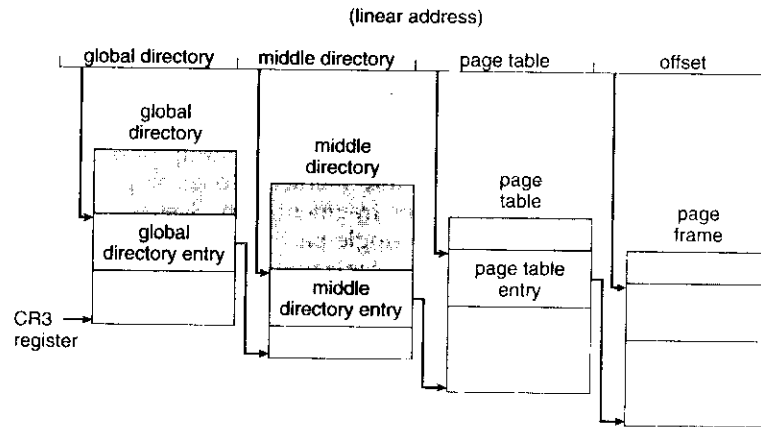 (linear address)
global directory
middle directory
page table
offset
global
directory
middle
directory
page
table
page
frame
global
directory entry
middle
directory entry
page table
entry
CR3
register